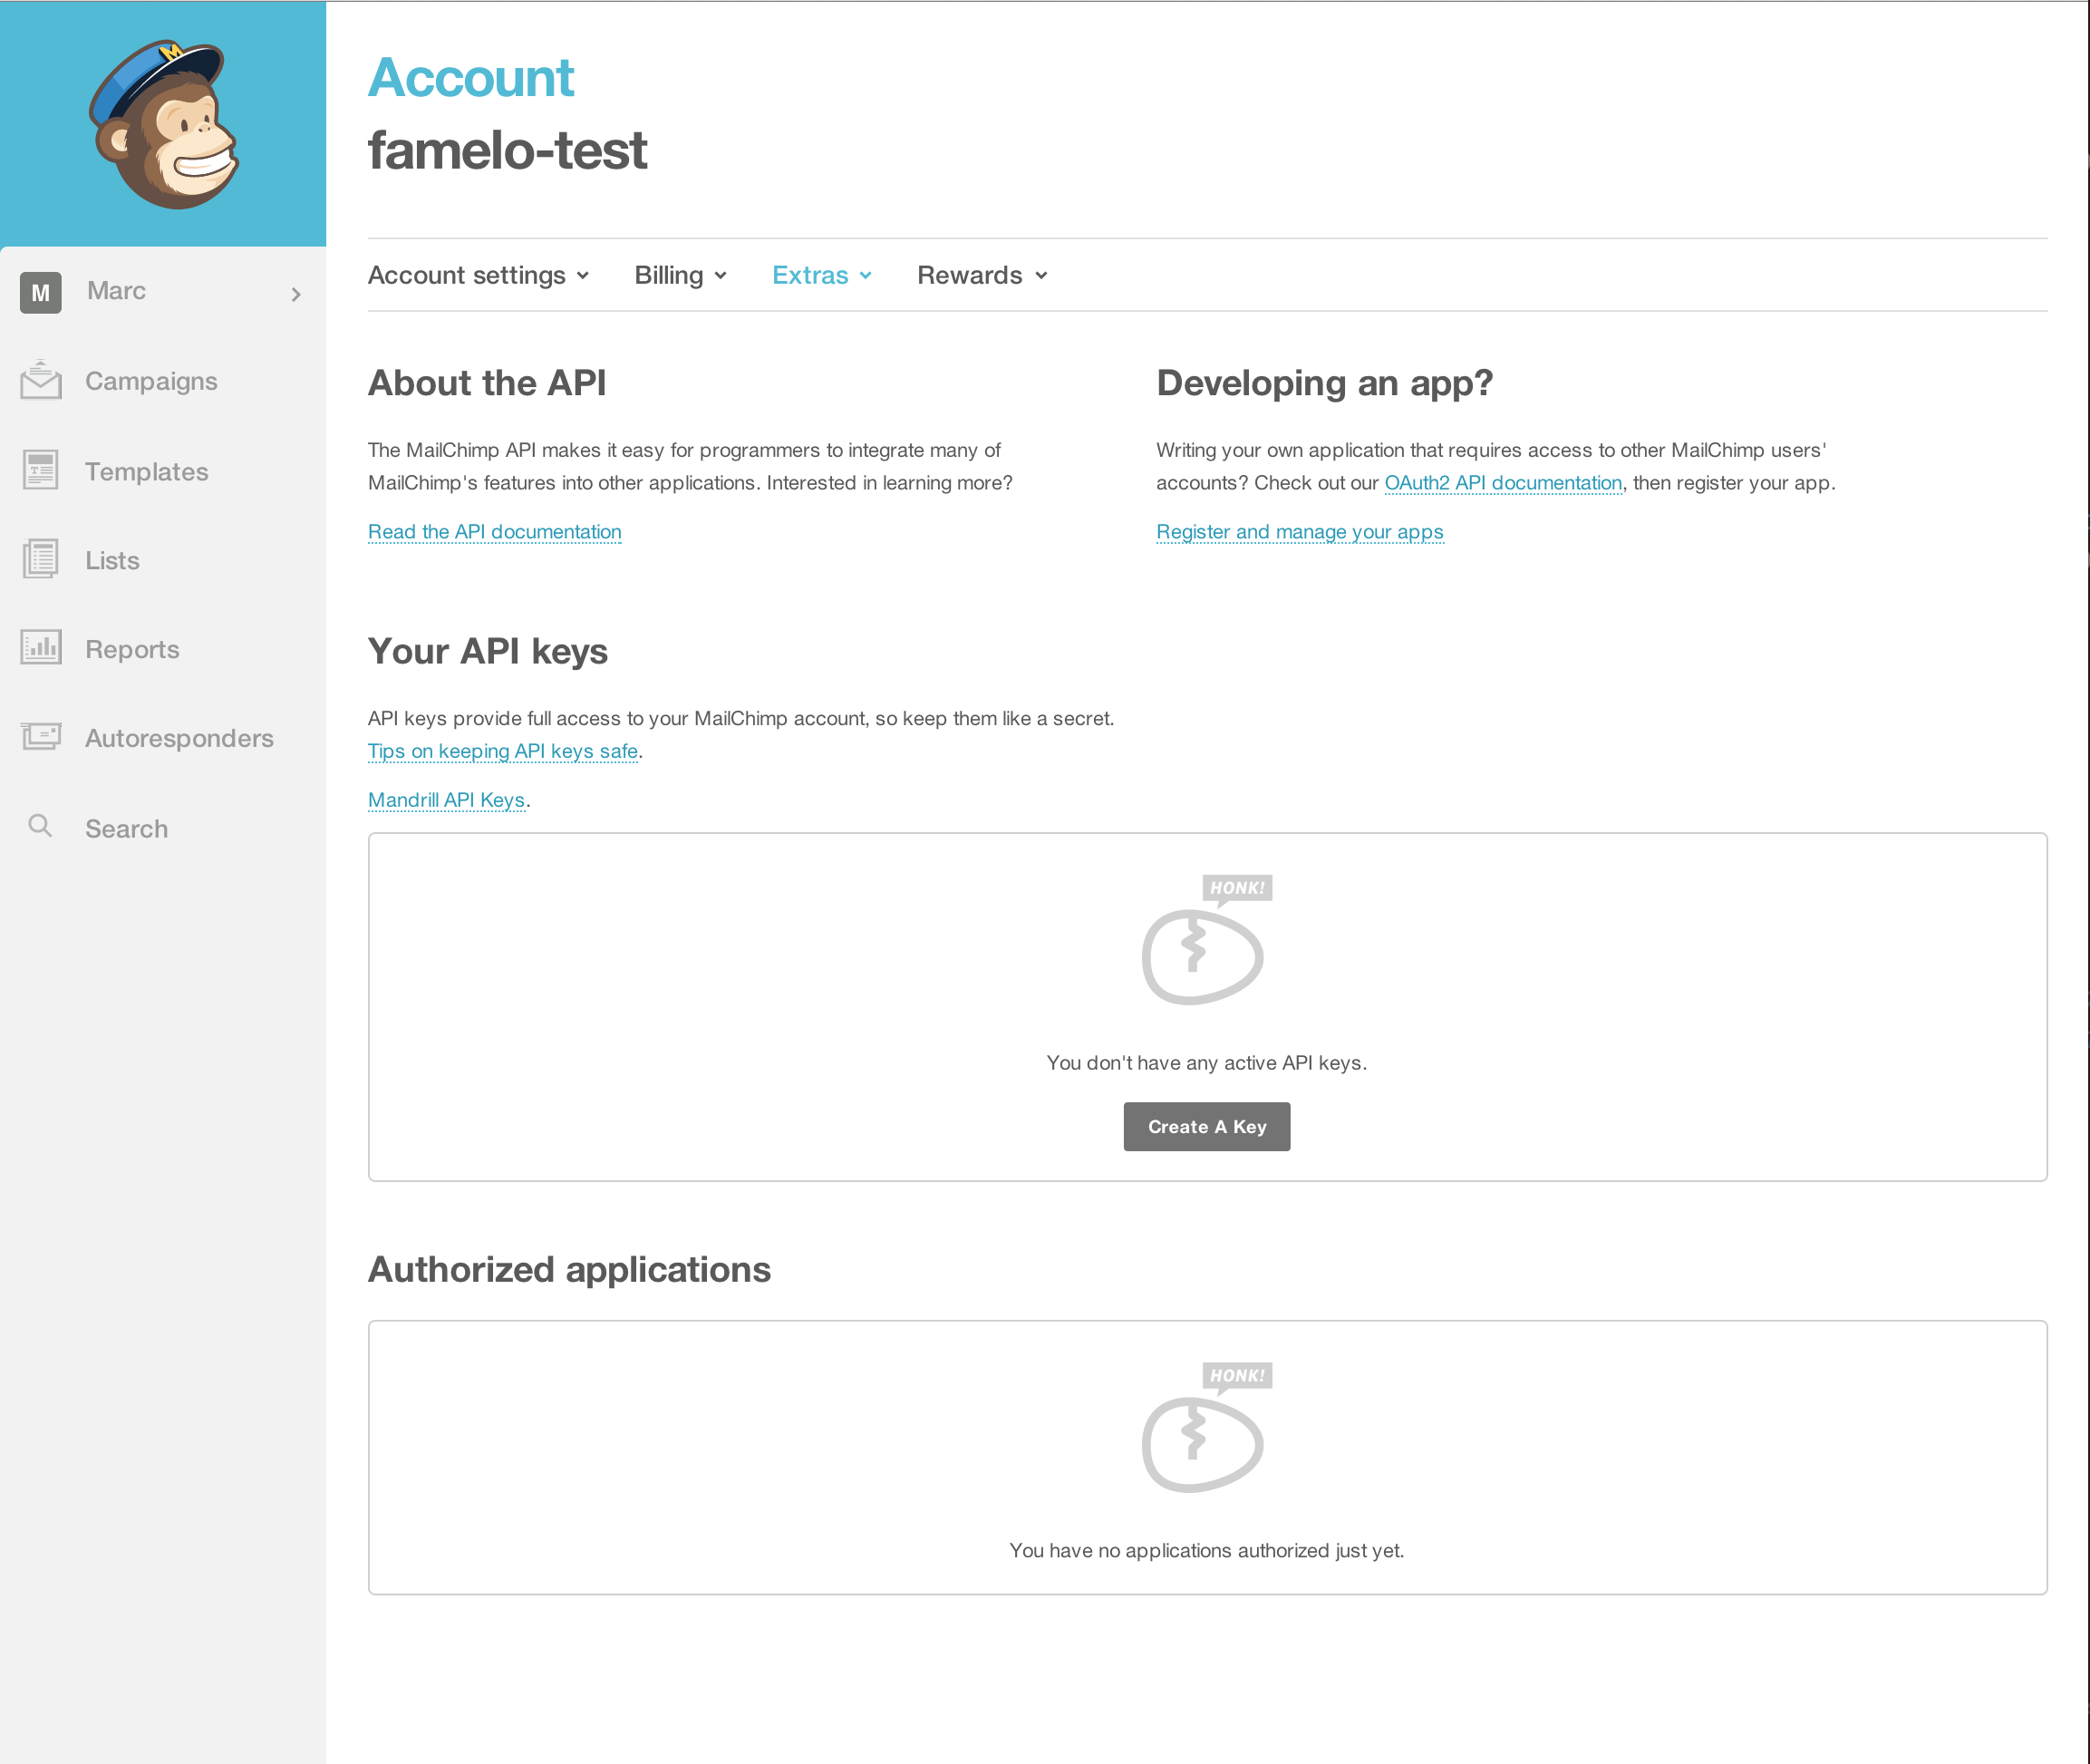 M
Account
famelo-test
M Marc
Campaigns
Templates
Lists
Reports
Autoresponders
Search
Account settings Billing Extras Rewards
About the API
The MailChimp API makes it easy for programmers to integrate many of
MailChimp's features into other applications. Interested in learning more?
Read the API documentation
Developing an app?
Writing your own application that requires access to other MailChimp users'
accounts? Check out our OAuth2 API documentation, then register your app.
Register and manage your apps
Your API keys
API keys provide full access to your MailChimp account, so keep them like a secret.
Tips on keeping API keys safe.
Mandrill API Keys.
HONK!
You don't have any active API keys.
Create A Key
Authorized applications
HONK!
You have no applications authorized just yet.